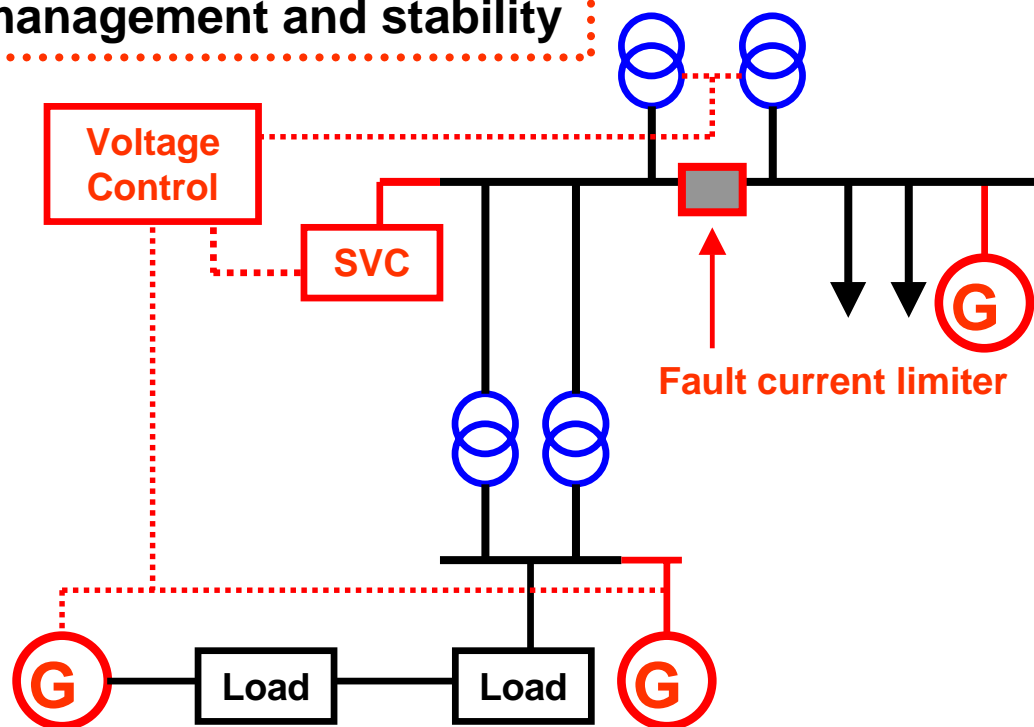 management and stability
Voltage
Control
SVC
G
Fault current limiter
G
Load
Load
G